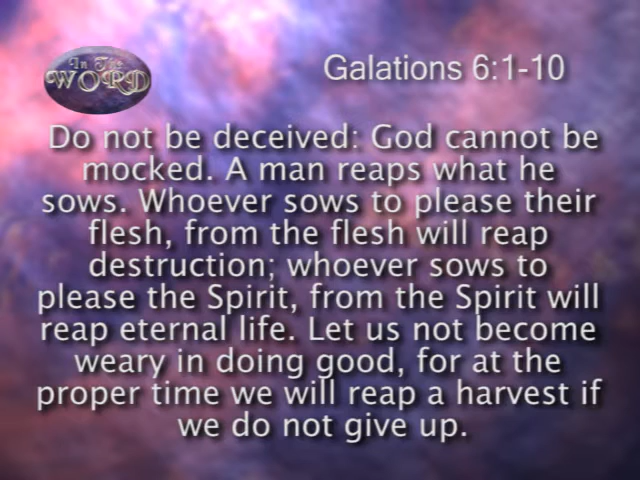 In The
WORD
Galations 6:1-10
Do not be deceived: God cannot be
mocked. A man reaps what he
sows. Whoever sows to please their
flesh, from the flesh will reap
destruction; whoever sows to
please the Spirit, from the Spirit will
reap eternal life. Let us not become
weary in doing good, for at the
proper time we will reap a harvest if
we do not give up.